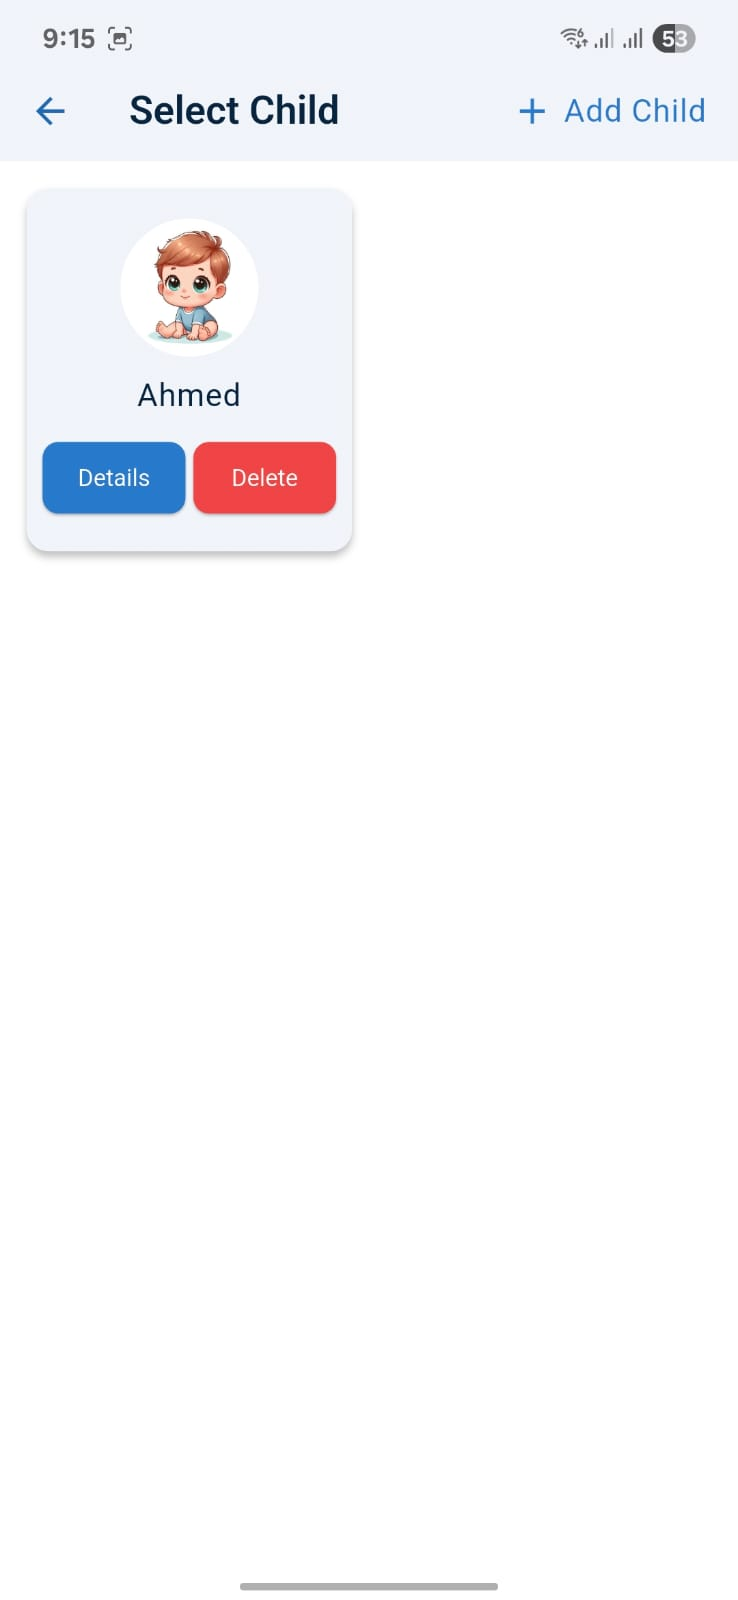 9:15 53
Select Child + Add Child
Ahmed
Details Delete